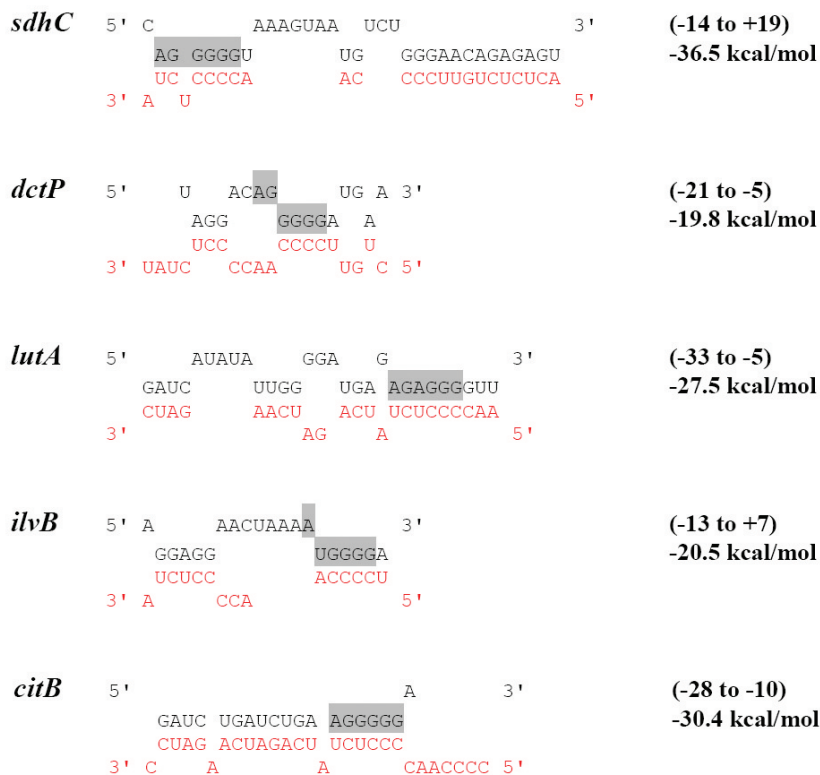 sdhC 5' C AAAGUAA UCU 3' (-14 to +19)
AG GGGGU UG GGGAACAGAGAGU -36.5 kcal/mol
UC CCCCA AC CCCUUGUCUCUCA
3' A U 5'
dctP 5' U ACAG UG A 3' (-21 to -5)
AGG GGGGA A -19.8 kcal/mol
UCC CCCCU U
3' UAUC CCAA UG C 5'
lutA 5' AUAUA GGA G 3' (-33 to -5)
GAUC UUGG UGA AGAGGGGUU -27.5 kcal/mol
CUAG AACU ACU UCUCCCCAA
3' AG A 5'
ilvB 5' A AACUAAAA 3' (-13 to +7)
GGAGG UGGGGA -20.5 kcal/mol
UCUCC ACCCCU
3' A CCA 5'
citB 5' A 3' (-28 to -10)
GAUC UGAUCUGA AGGGGG -30.4 kcal/mol
CUAG ACUAGACU UCUCCC
3' C A A CAACCCC 5'